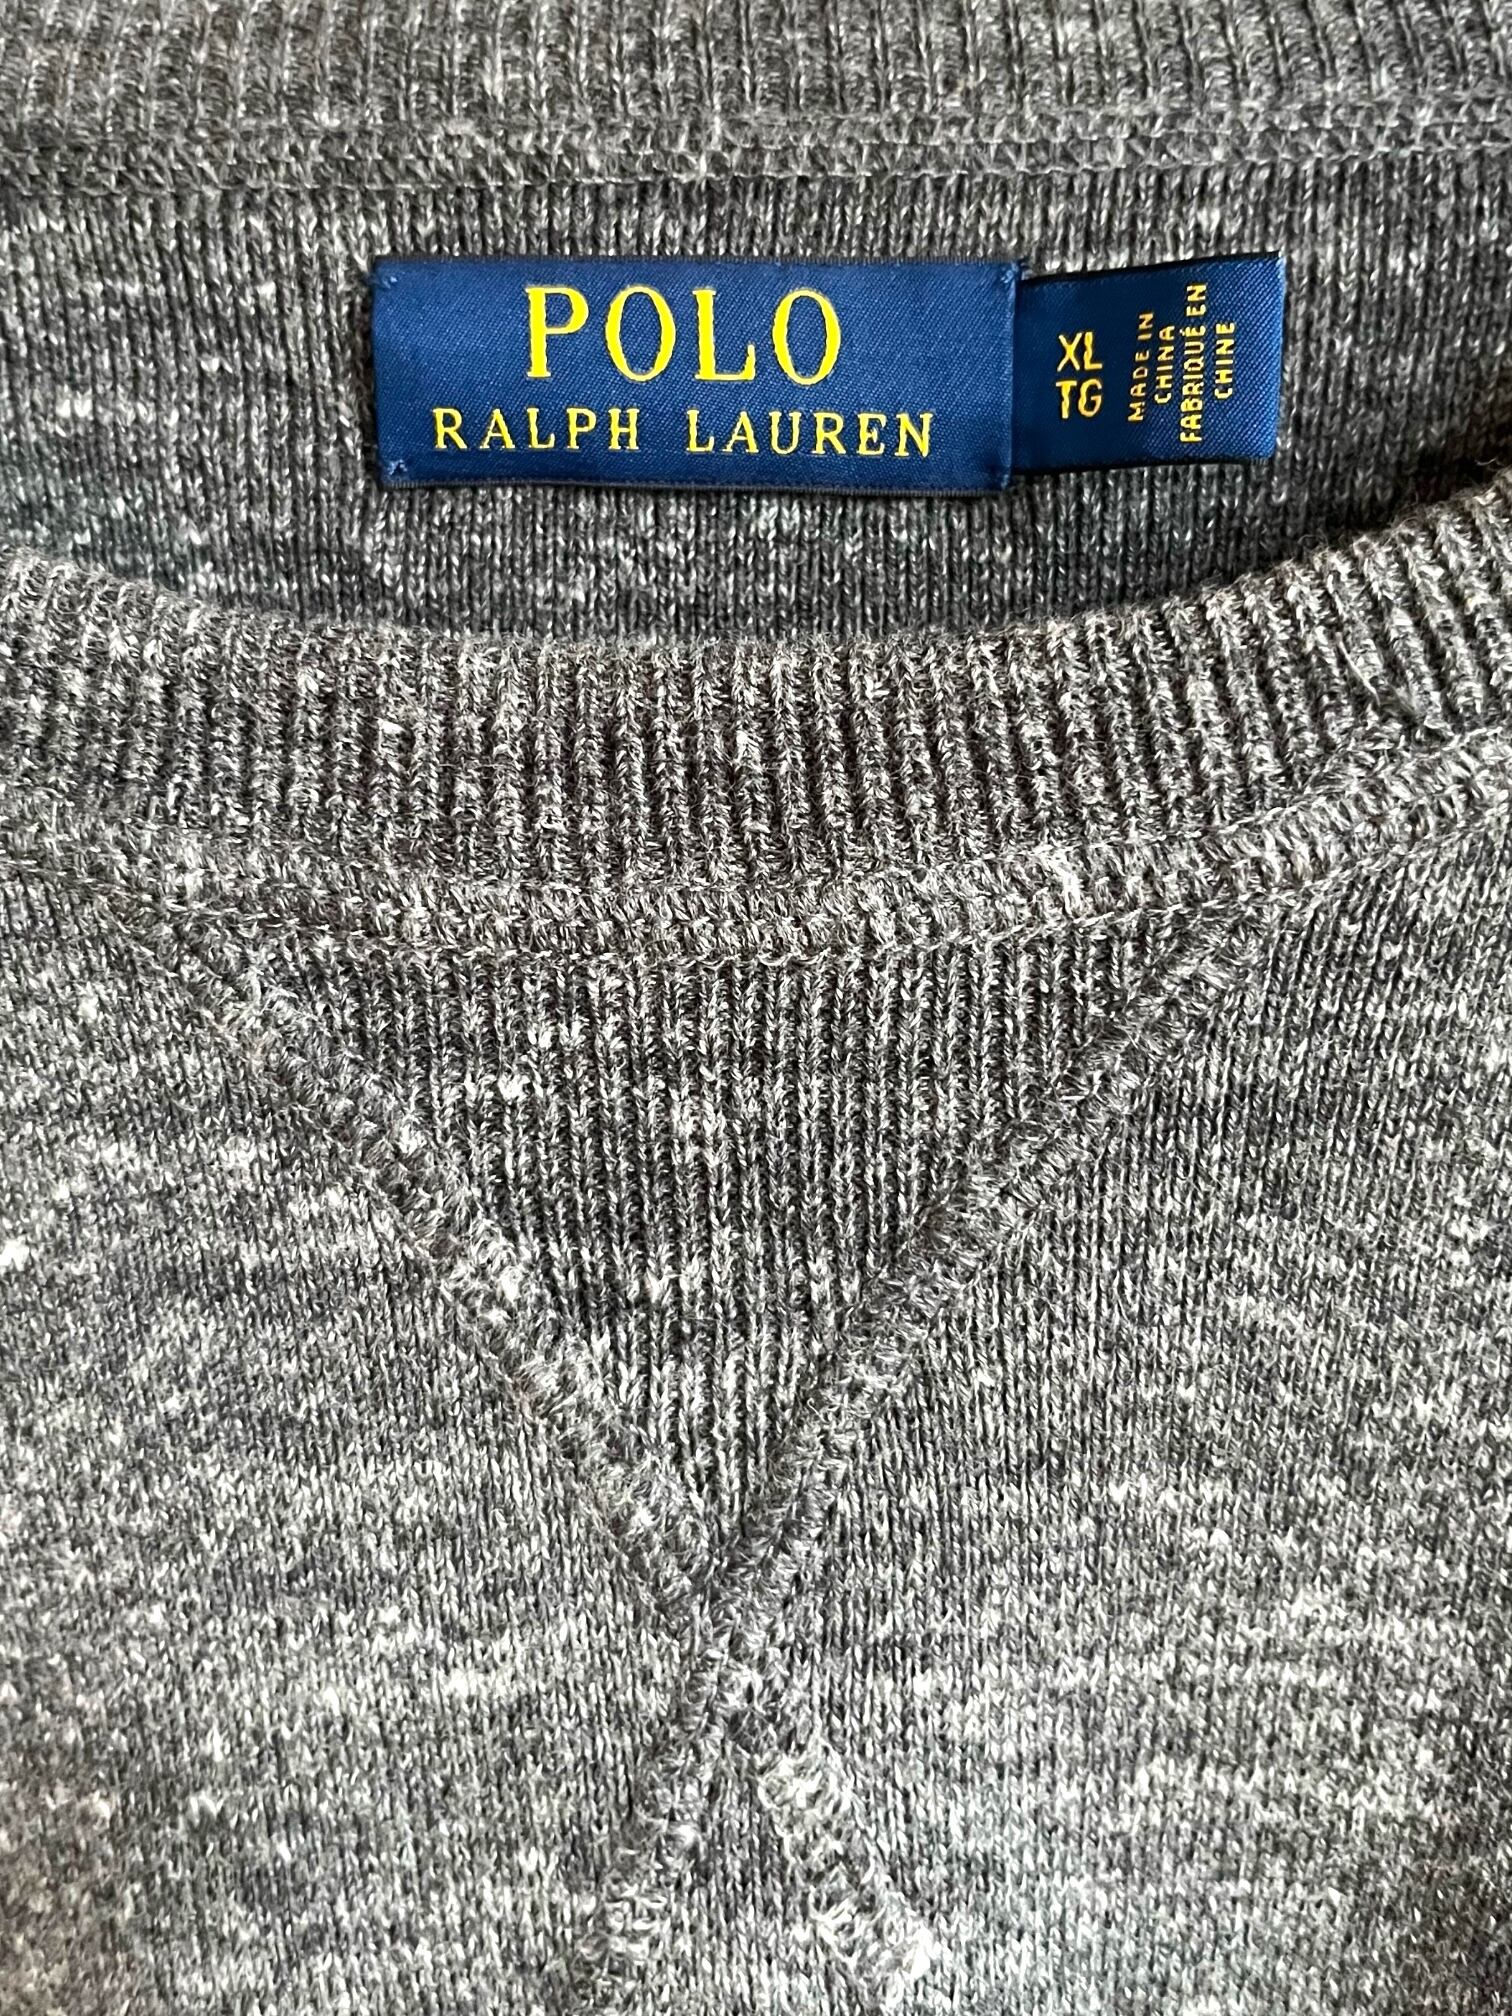 POLO
RALPH LAUREN
XL
TG
MADE IN
CHINA
FABRIQUÉ EN
CHINE